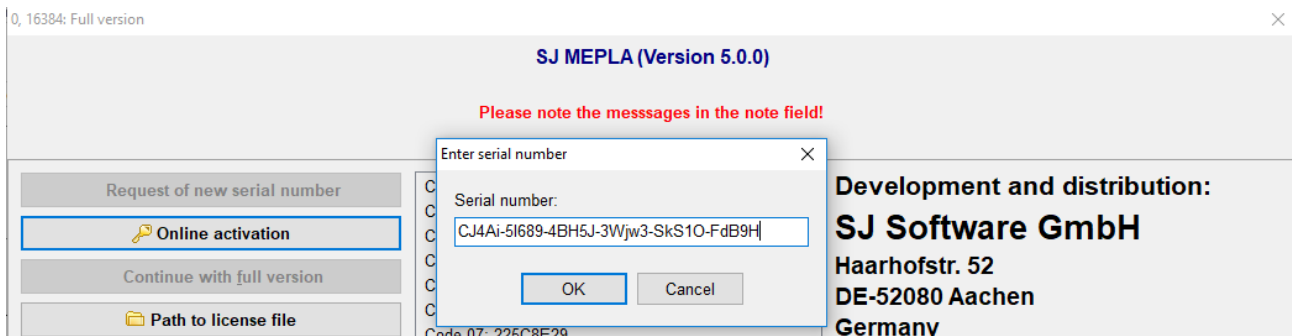 0, 16384: Full version
SJ MEPLA (Version 5.0.0)
Please note the messsages in the note field!
Enter serial number
Serial number:
CJ4Ai-5I689-4BH5J-3Wjw3-SkS1O-FdB9H
OK
Cancel
Request of new serial number
Online activation
Continue with full version
Path to license file
Code 07: 225C8E29
Development and distribution:
SJ Software GmbH
Haarhofstr. 52
DE-52080 Aachen
Germany